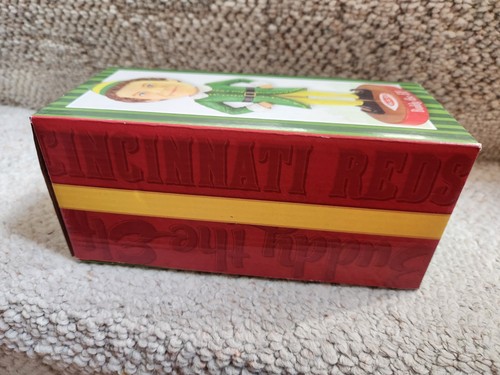 CINCINNATI REDS
Buddy the Elf